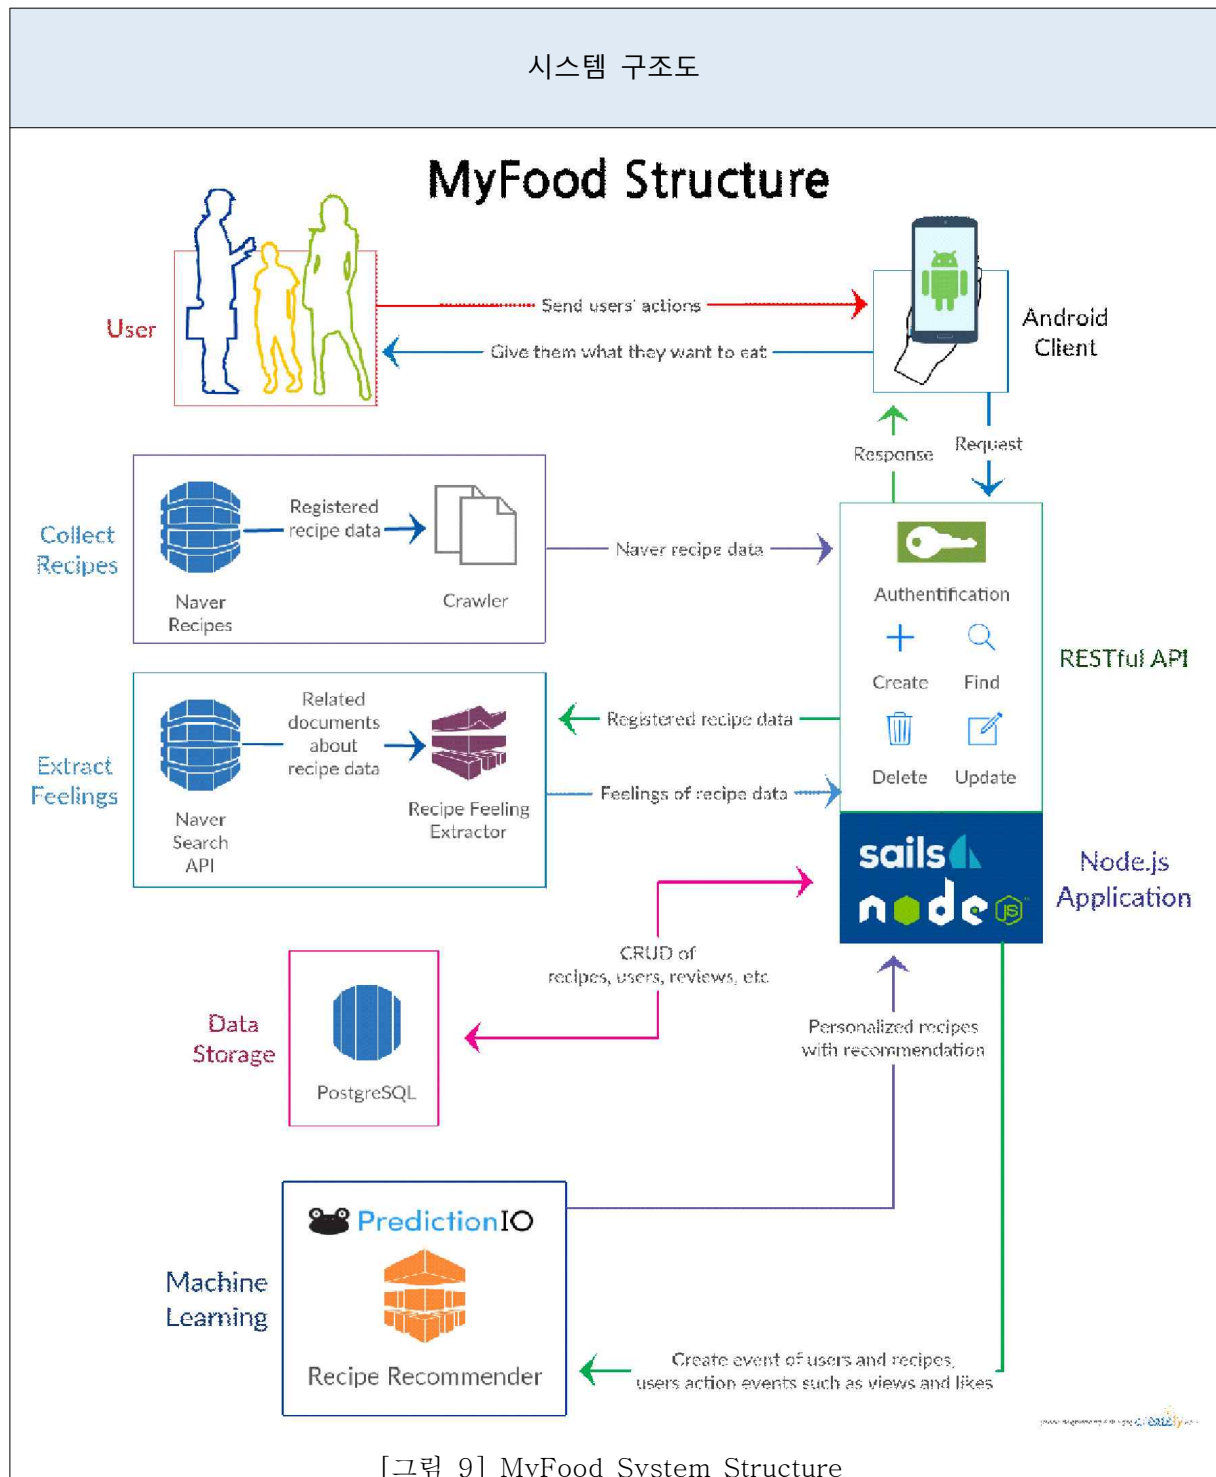 시스템 구조도
MyFood Structure
User
Send users' actions
Give them what they want to eat
Android
Client
Response
Request
Collect
Recipes
Registered
recipe data
Naver
Recipes
Crawler
Naver recipe data
Authentification
Create
Find
Delete
Update
RESTful API
Extract
Feelings
Related
documents
about
recipe data
Naver
Search
API
Recipe Feeling
Extractor
Registered recipe data
Feelings of recipe data
sails
node
JS
Node.js
Application
CRUD of
recipes, users, reviews, etc
Data
Storage
PostgreSQL
Personalized recipes
with recommendation
PredictionIO
Machine
Learning
Recipe Recommender
Create event of users and recipes,
users action events such as views and likes
creately
[그림 9] MyFood System Structure